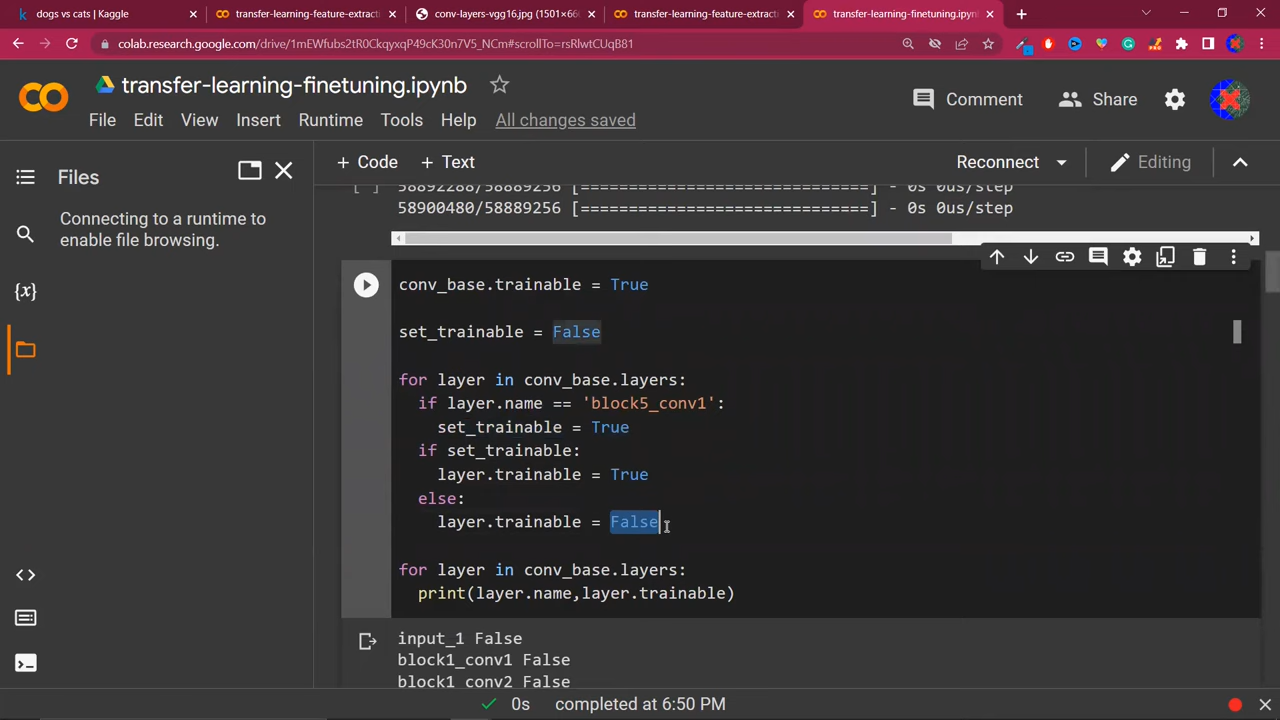 dogs vs cats | Kaggle
transfer-learning-feature-extracti
conv-layers-vgg16.jpg (1501×66
transfer-learning-feature-extracti
transfer-learning-finetuning.ipyn
colab.research.google.com/drive/1mEWfubs2tR0CkqyxqP49cK30n7V5_NCm#scrollTo=rsRlwtCUqB81
transfer-learning-finetuning.ipynb
Comment
Share
File Edit View Insert Runtime Tools Help All changes saved
+ Code + Text
Reconnect
Editing
Files
Connecting to a runtime to
enable file browsing.
{x}
[ ] 58892288/58889256 [==============================] - 0s 0us/step
58900480/58889256 [==============================] - 0s 0us/step
conv_base.trainable = True
set_trainable = False
for layer in conv_base.layers:
if layer.name == 'block5_conv1':
set_trainable = True
if set_trainable:
layer.trainable = True
else:
layer.trainable = False
for layer in conv_base.layers:
print(layer.name,layer.trainable)
input_1 False
block1_conv1 False
block1_conv2 False
0s completed at 6:50 PM